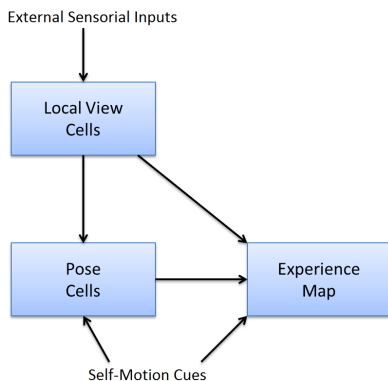 External Sensorial Inputs
Local View
Cells
Pose
Cells
Experience
Map
Self-Motion Cues